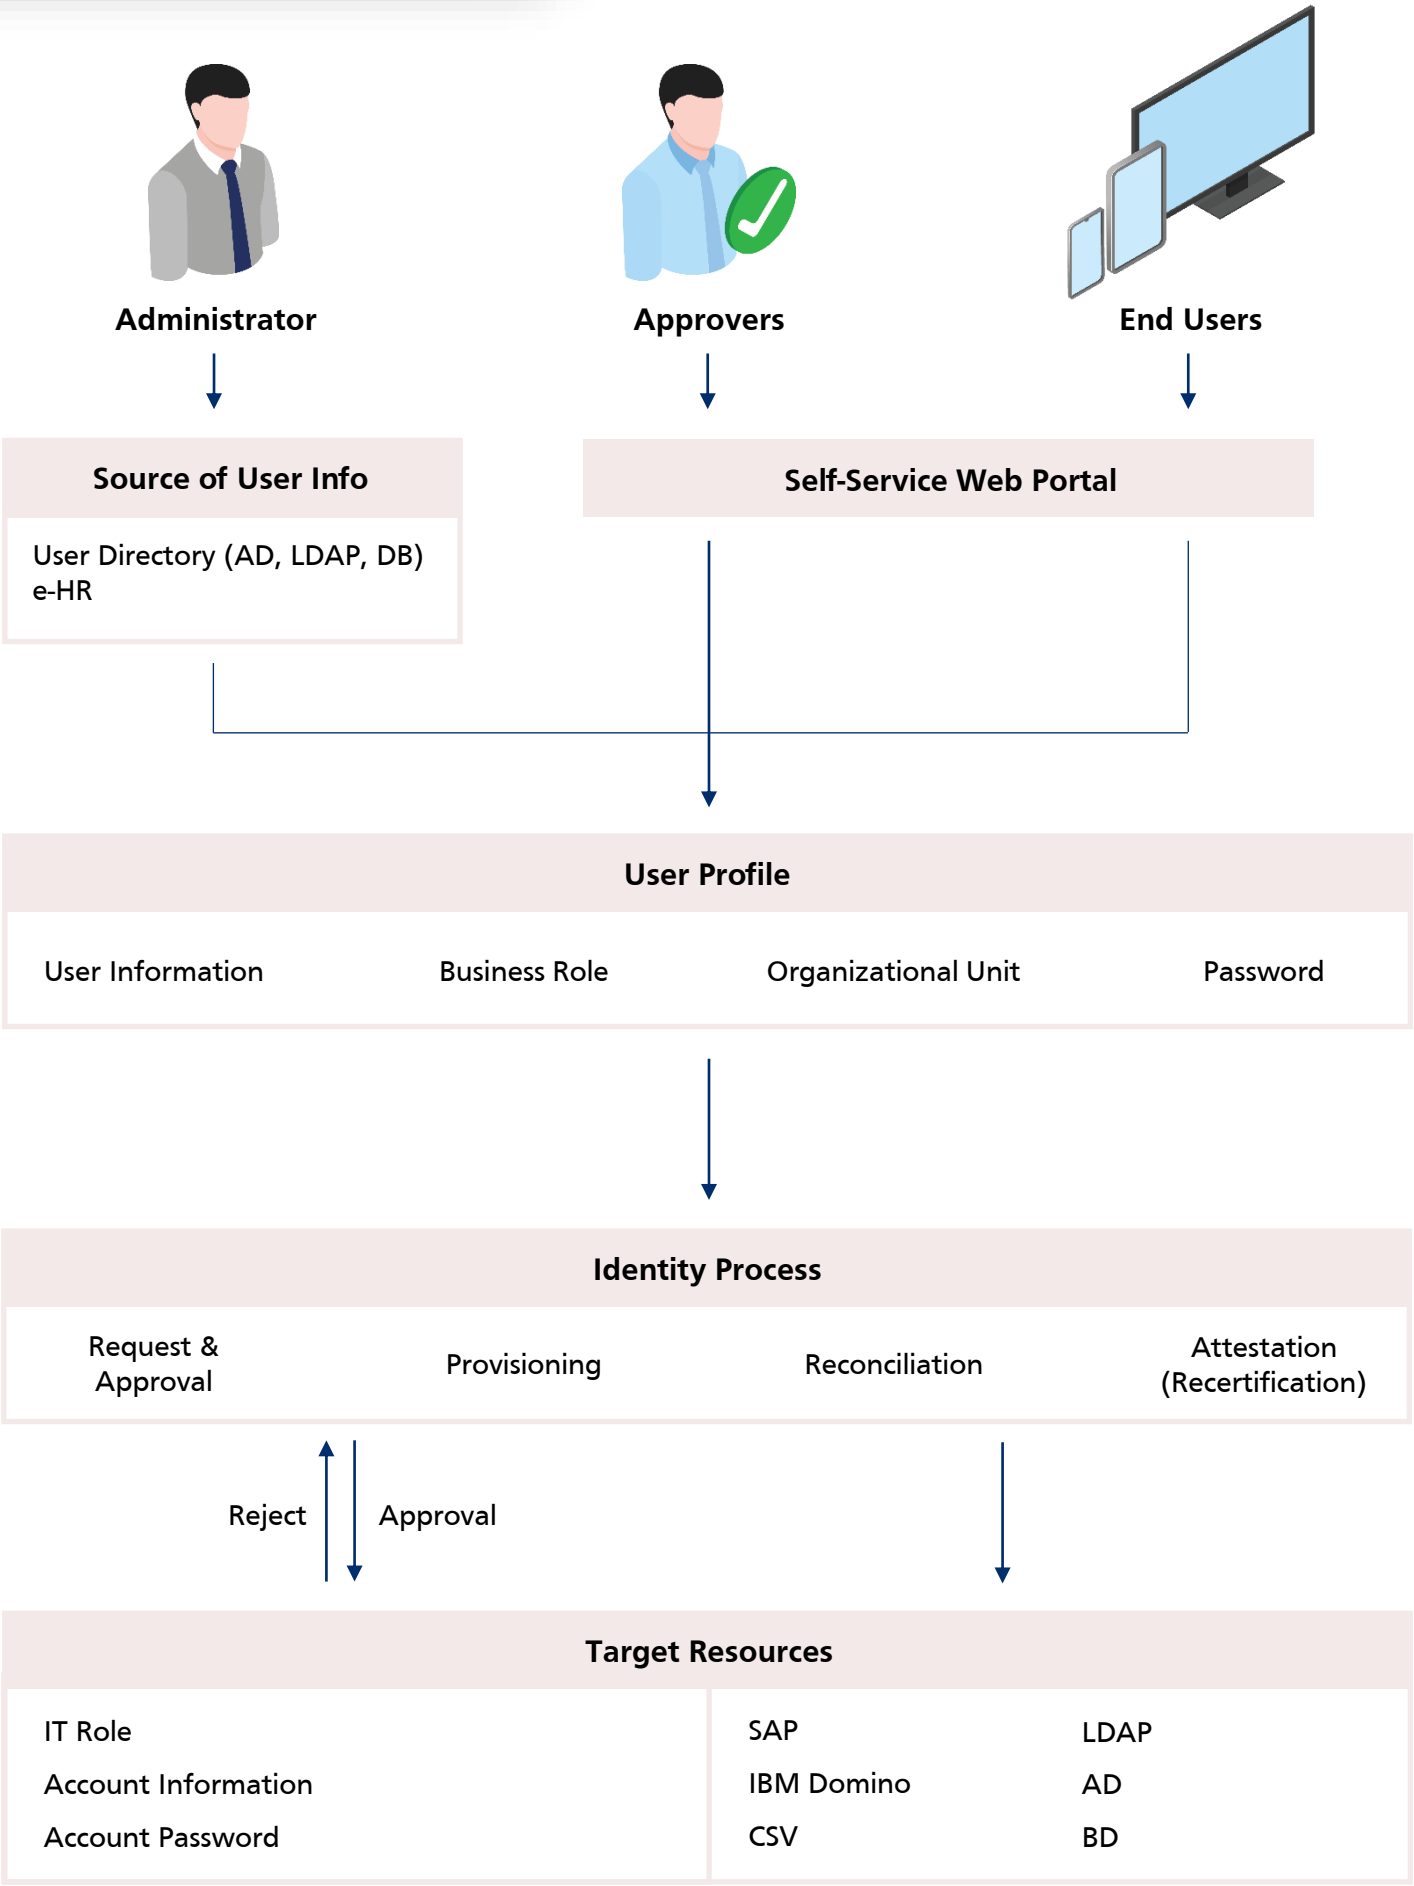 Administrator
Approvers
End Users
Source of User Info
Self-Service Web Portal
User Directory (AD, LDAP, DB)
e-HR
User Profile
User Information
Business Role
Organizational Unit
Password
Identity Process
Request &
Approval
Provisioning
Reconciliation
Attestation
(Recertification)
Reject
Approval
Target Resources
IT Role
Account Information
Account Password
SAP
IBM Domino
CSV
LDAP
AD
BD